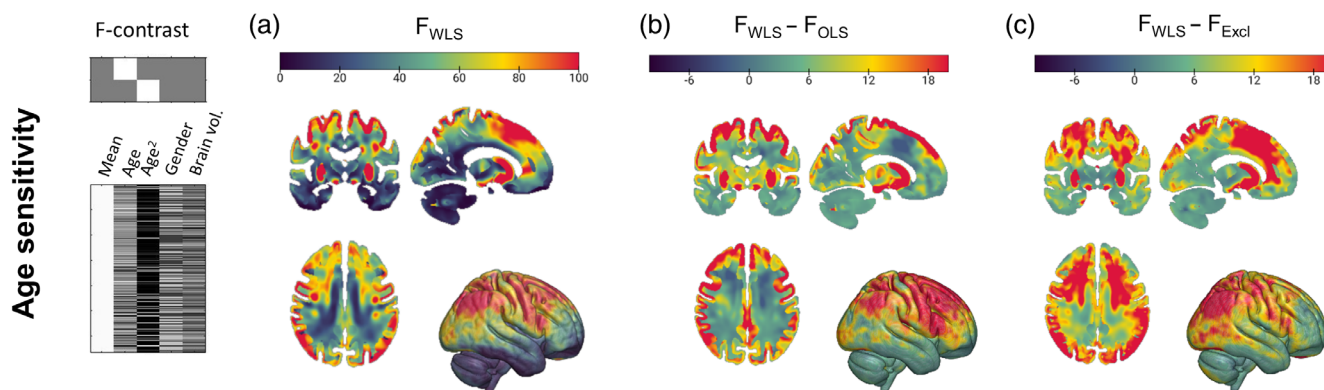 Age sensitivity
F-contrast
Mean
Age
Age²
Gender
Brain vol.
(a)
F_WLS
0 20 40 60 80 100
(b)
F_WLS – F_OLS
-6 0 6 12 18
(c)
F_WLS – F_Excl
-6 0 6 12 18